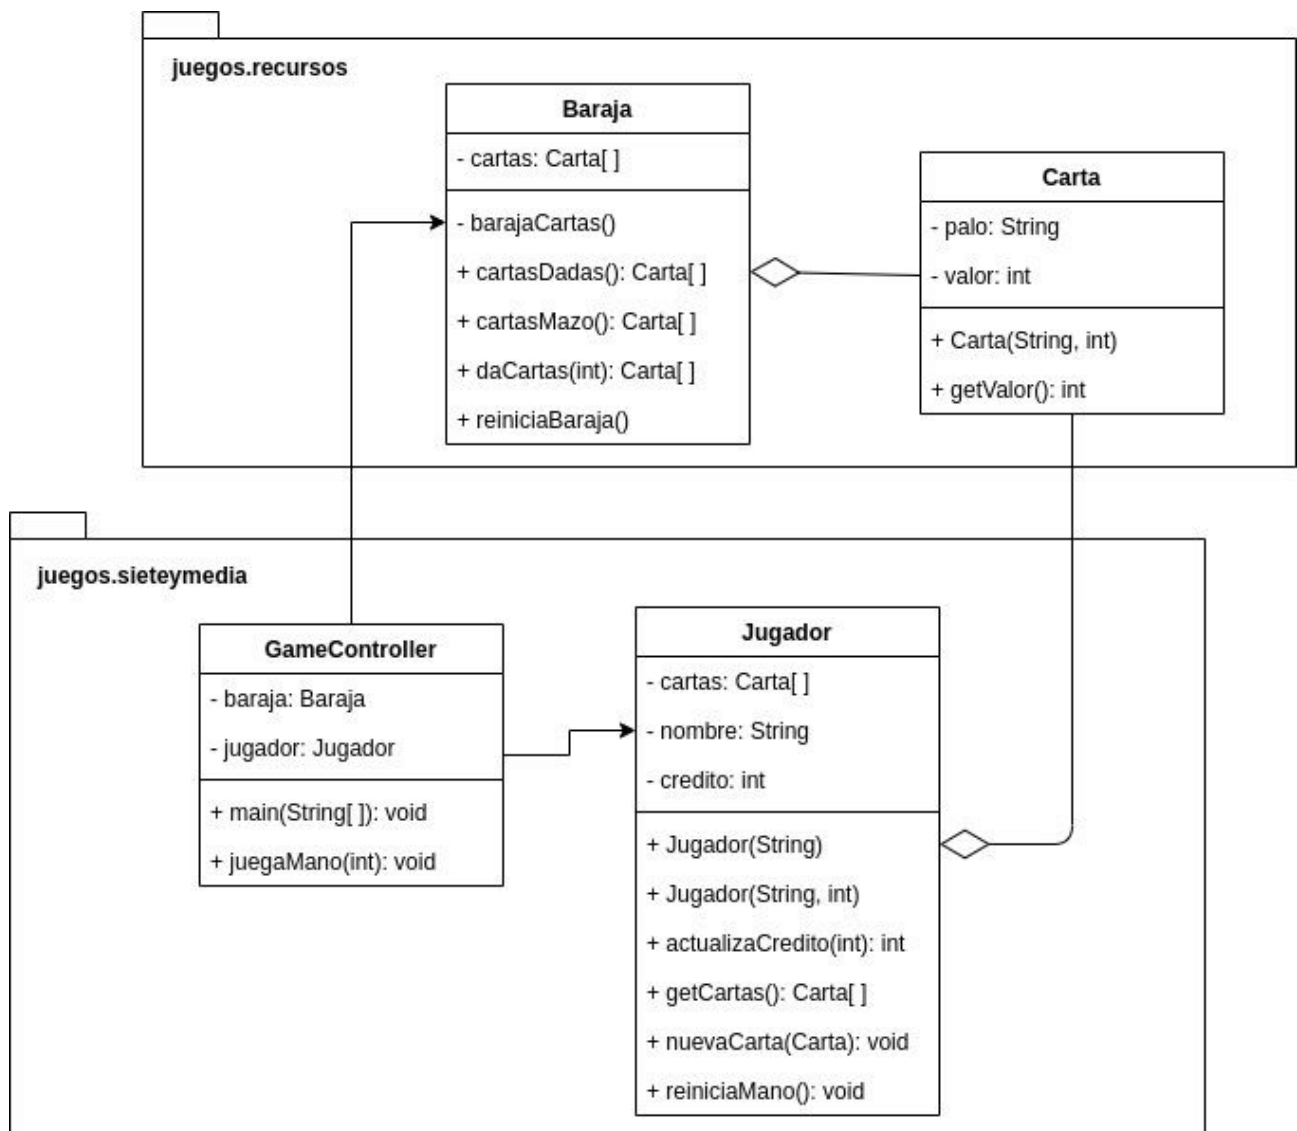 juegos.recursos
Baraja
- cartas: Carta[ ]
- barajaCartas()
+ cartasDadas(): Carta[ ]
+ cartasMazo(): Carta[ ]
+ daCartas(int): Carta[ ]
+ reiniciaBaraja()
Carta
- palo: String
- valor: int
+ Carta(String, int)
+ getValor(): int
juegos.sieteymedia
GameController
- baraja: Baraja
- jugador: Jugador
+ main(String[ ]): void
+ juegaMano(int): void
Jugador
- cartas: Carta[ ]
- nombre: String
- credito: int
+ Jugador(String)
+ Jugador(String, int)
+ actualizaCredito(int): int
+ getCartas(): Carta[ ]
+ nuevaCarta(Carta): void
+ reiniciaMano(): void